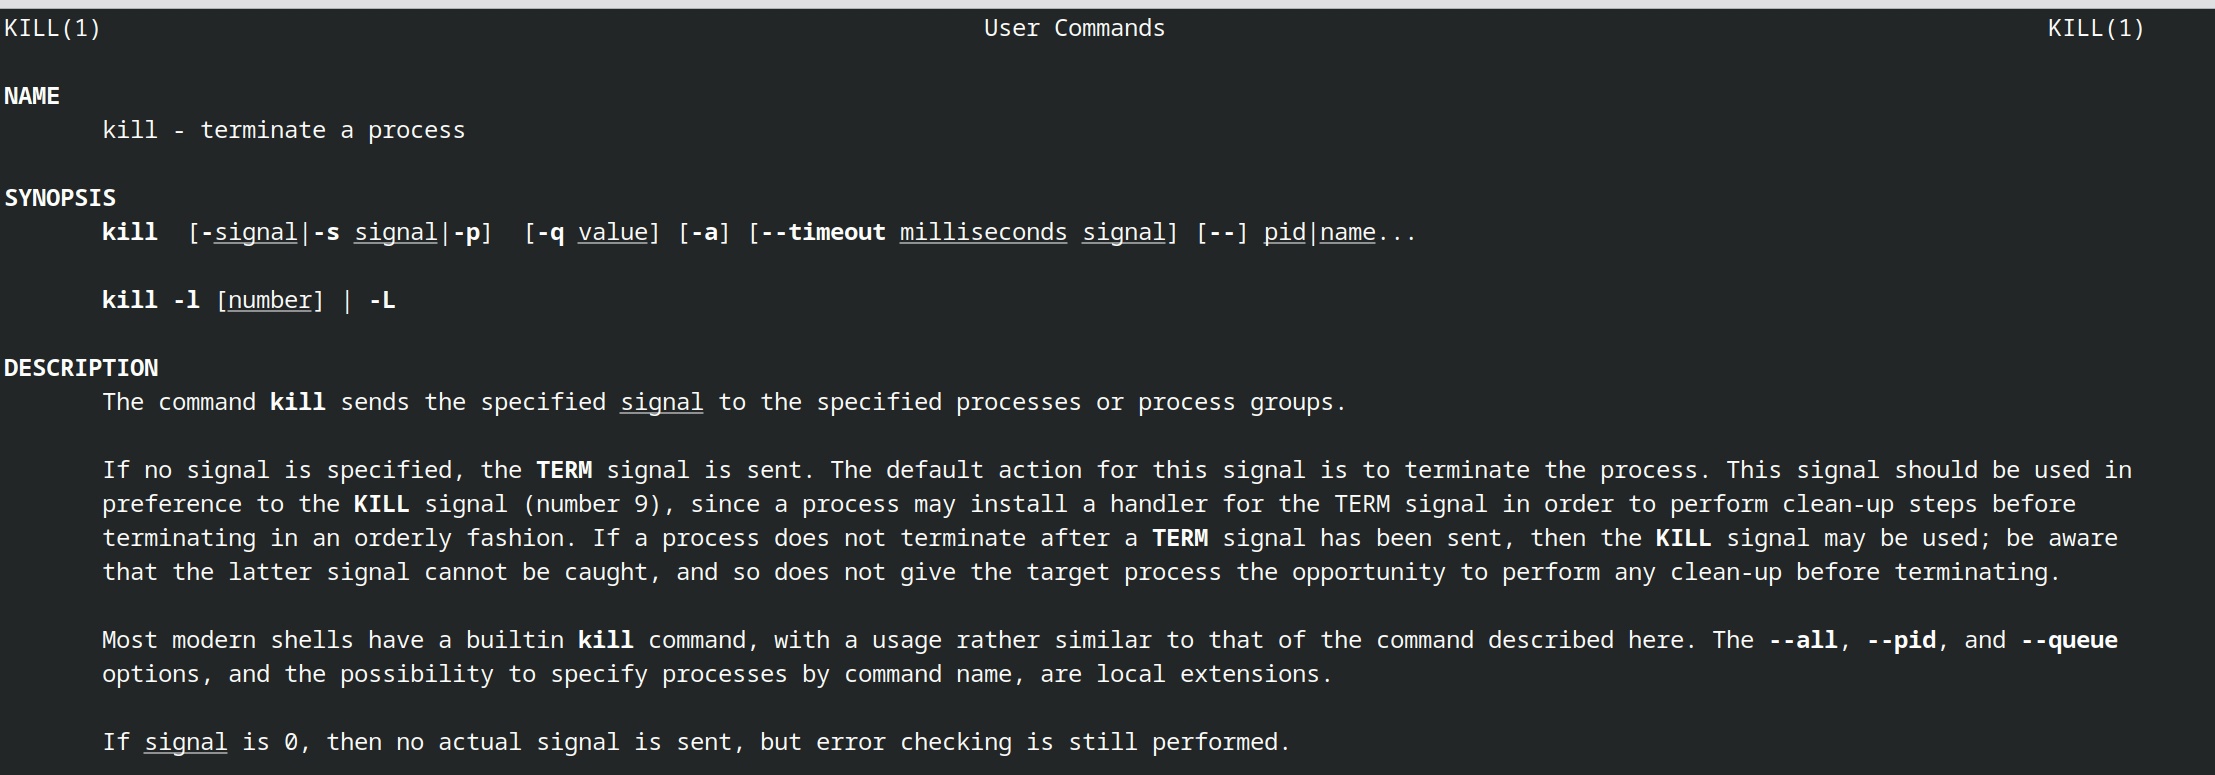 KILL(1) User Commands KILL(1)
NAME
kill - terminate a process
SYNOPSIS
kill [-signal|-s signal|-p] [-q value] [-a] [--timeout milliseconds signal] [--] pid|name...
kill -l [number] | -L
DESCRIPTION
The command kill sends the specified signal to the specified processes or process groups.
If no signal is specified, the TERM signal is sent. The default action for this signal is to terminate the process. This signal should be used in
preference to the KILL signal (number 9), since a process may install a handler for the TERM signal in order to perform clean-up steps before
terminating in an orderly fashion. If a process does not terminate after a TERM signal has been sent, then the KILL signal may be used; be aware
that the latter signal cannot be caught, and so does not give the target process the opportunity to perform any clean-up before terminating.
Most modern shells have a builtin kill command, with a usage rather similar to that of the command described here. The --all, --pid, and --queue
options, and the possibility to specify processes by command name, are local extensions.
If signal is 0, then no actual signal is sent, but error checking is still performed.